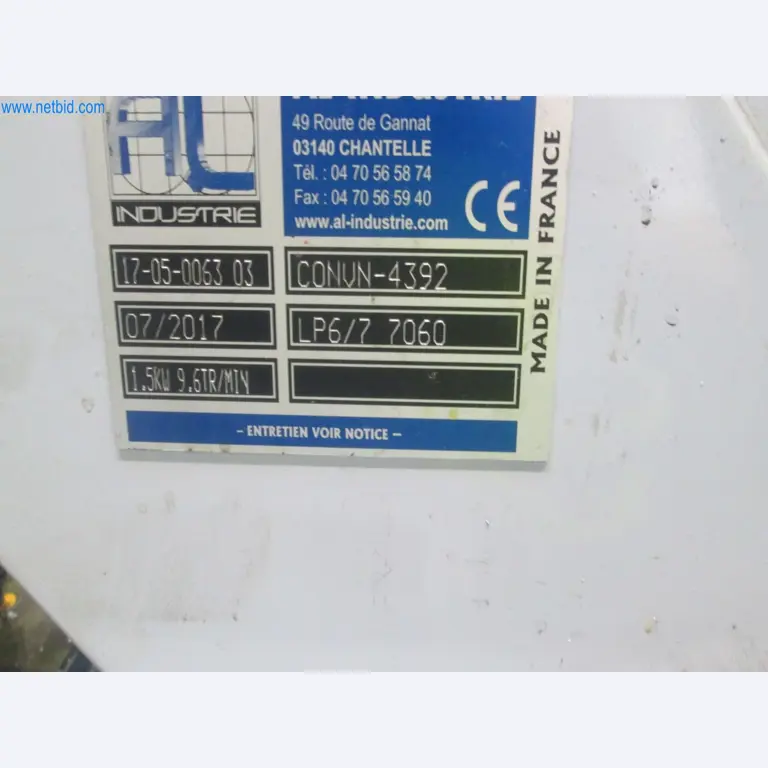 www.netbid.com
AL INDUSTRIE
49 Route de Gannat
03140 CHANTELLE
Tél. : 04 70 56 58 74
Fax : 04 70 56 59 40
www.al-industrie.com
CE
AL
INDUSTRIE
MADE IN FRANCE
17-05-0063 03
CONVN-4392
07/2017
LP6/7 7060
1.5KW 9.6TR/MIN
- ENTRETIEN VOIR NOTICE -